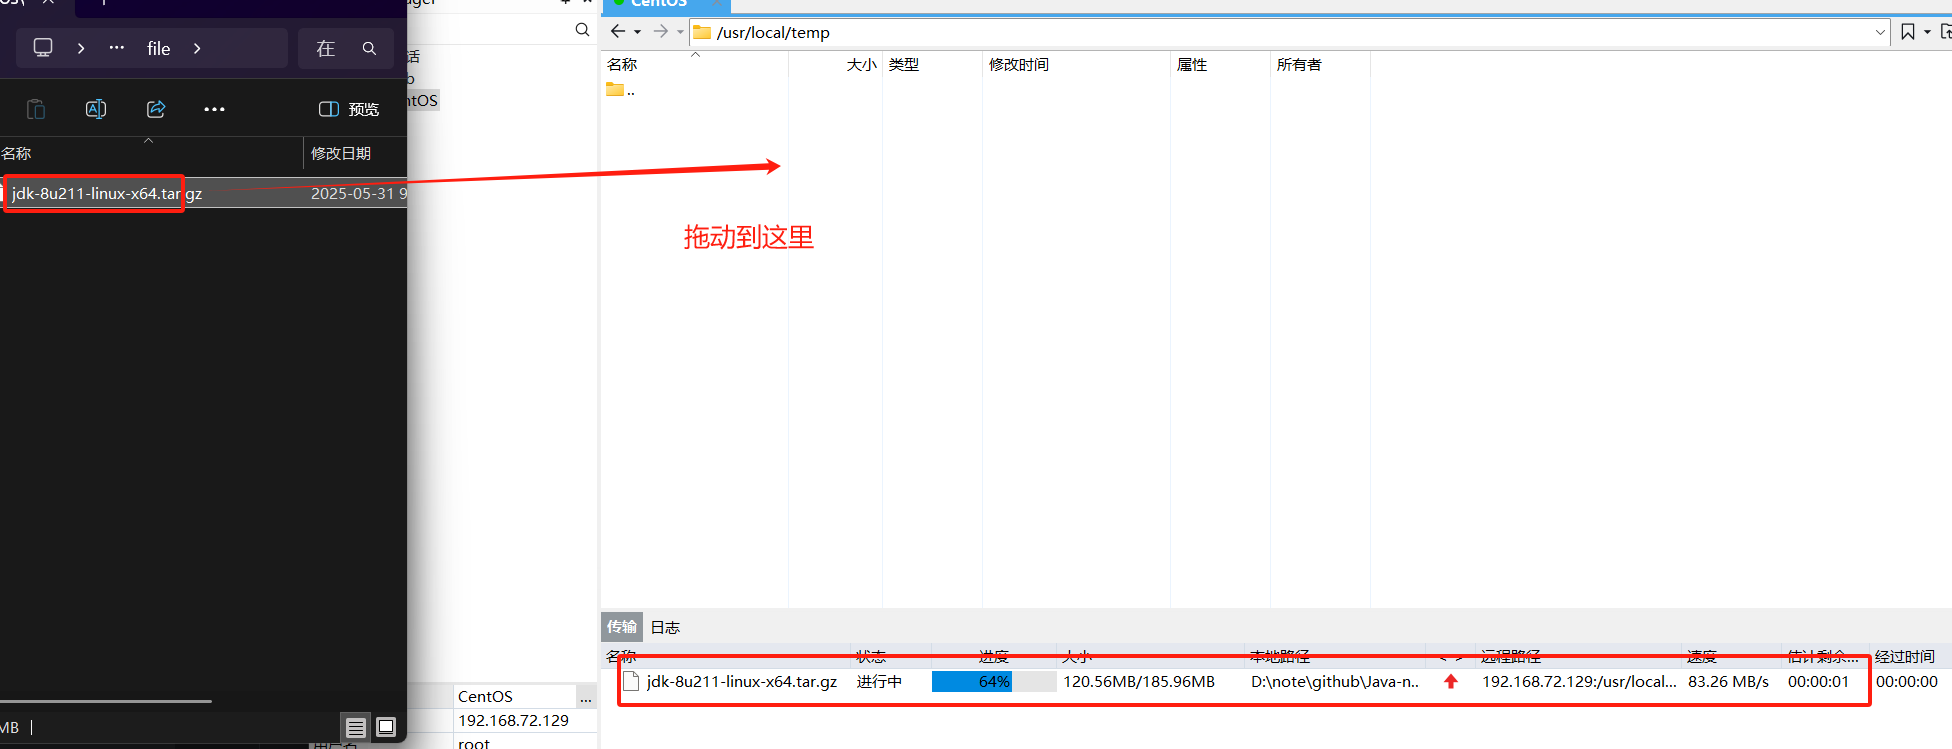 file
在
预览
名称
修改日期
jdk-8u211-linux-x64.tar.gz
2025-05-31 9
MB
话
ntOS
CentOS
...
192.168.72.129
root
CentOS
/usr/local/temp
名称 大小 类型 修改时间 属性 所有者
..
拖动到这里
传输 日志
名称 状态 进度 大小 本地路径 <-> 远程路径 速度 估计剩余... 经过时间
jdk-8u211-linux-x64.tar.gz 进行中 64% 120.56MB/185.96MB D:\note\github\Java-n.. 192.168.72.129:/usr/local... 83.26 MB/s 00:00:01 00:00:00